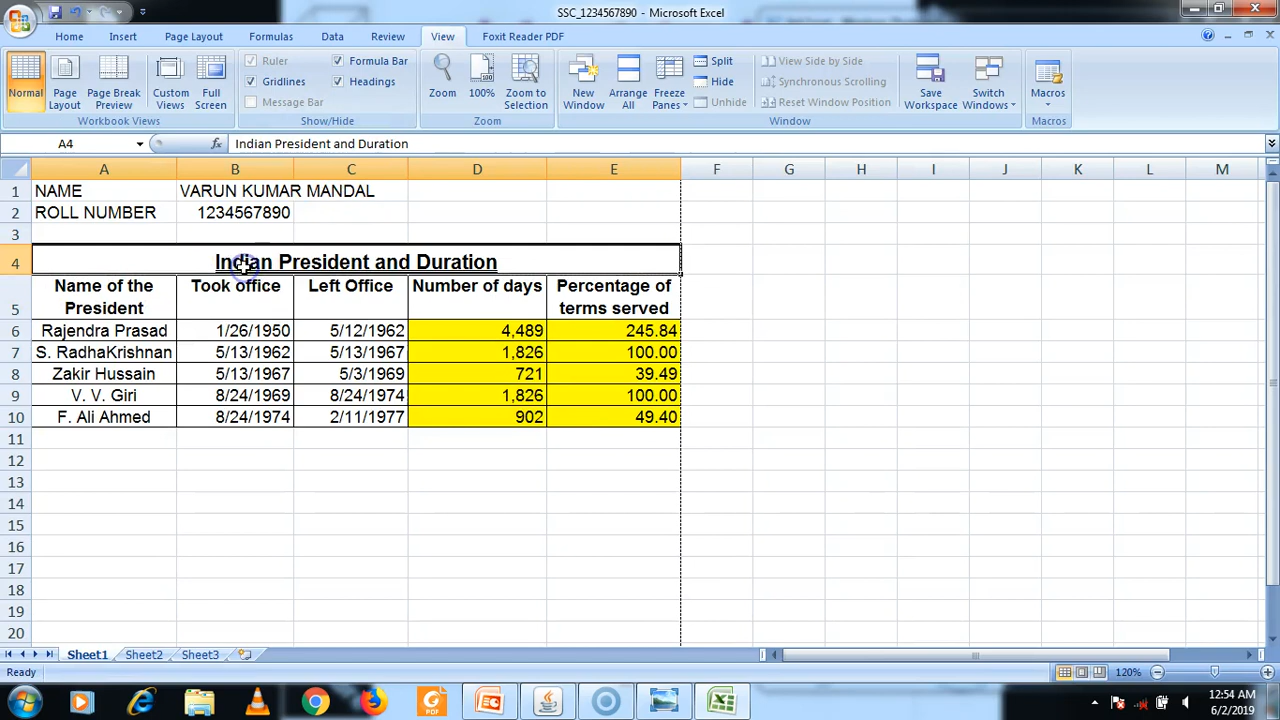 SSC_1234567890 - Microsoft Excel
Home Insert Page Layout Formulas Data Review View Foxit Reader PDF
Normal
Page Layout
Page Break Preview
Custom Views
Full Screen
Workbook Views
Ruler
Gridlines
Message Bar
Formula Bar
Headings
Show/Hide
Zoom
100%
Zoom to Selection
Zoom
New Window
Arrange All
Freeze Panes
Split
Hide
Unhide
View Side by Side
Synchronous Scrolling
Reset Window Position
Window
Save Workspace
Switch Windows
Macros
Macros
A4 fx Indian President and Duration
A B C D E F G H I J K L M
1 NAME VARUN KUMAR MANDAL
2 ROLL NUMBER 1234567890
3
4 Indian President and Duration
5 Name of the President Took office Left Office Number of days Percentage of terms served
6 Rajendra Prasad 1/26/1950 5/12/1962 4,489 245.84
7 S. RadhaKrishnan 5/13/1962 5/13/1967 1,826 100.00
8 Zakir Hussain 5/13/1967 5/3/1969 721 39.49
9 V. V. Giri 8/24/1969 8/24/1974 1,826 100.00
10 F. Ali Ahmed 8/24/1974 2/11/1977 902 49.40
11
12
13
14
15
16
17
18
19
20
Sheet1 Sheet2 Sheet3
Ready 120%
PDF
12:54 AM
6/2/2019